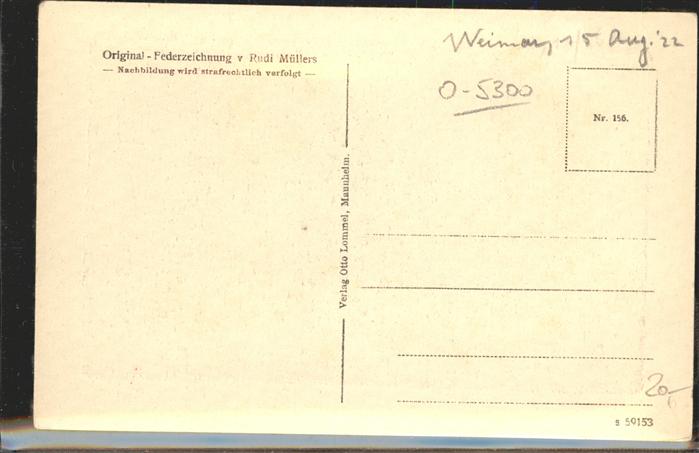 Original - Federzeichnung v Rudi Müllers
— Nachbildung wird strafrechtlich verfolgt —
Weimar, 15 Aug. '22
O-5300
Nr. 156.
Verlag Otto Lommel, Mannheim.
20,-
s 59153